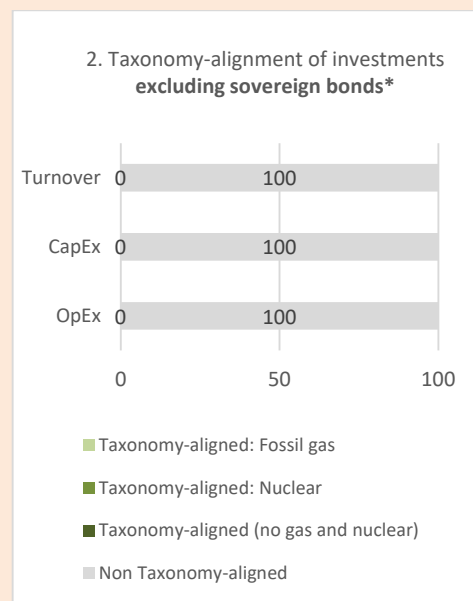 2. Taxonomy-alignment of investments
excluding sovereign bonds*
Turnover 0 100
CapEx 0 100
OpEx 0 100
0 50 100
Taxonomy-aligned: Fossil gas
Taxonomy-aligned: Nuclear
Taxonomy-aligned (no gas and nuclear)
Non Taxonomy-aligned